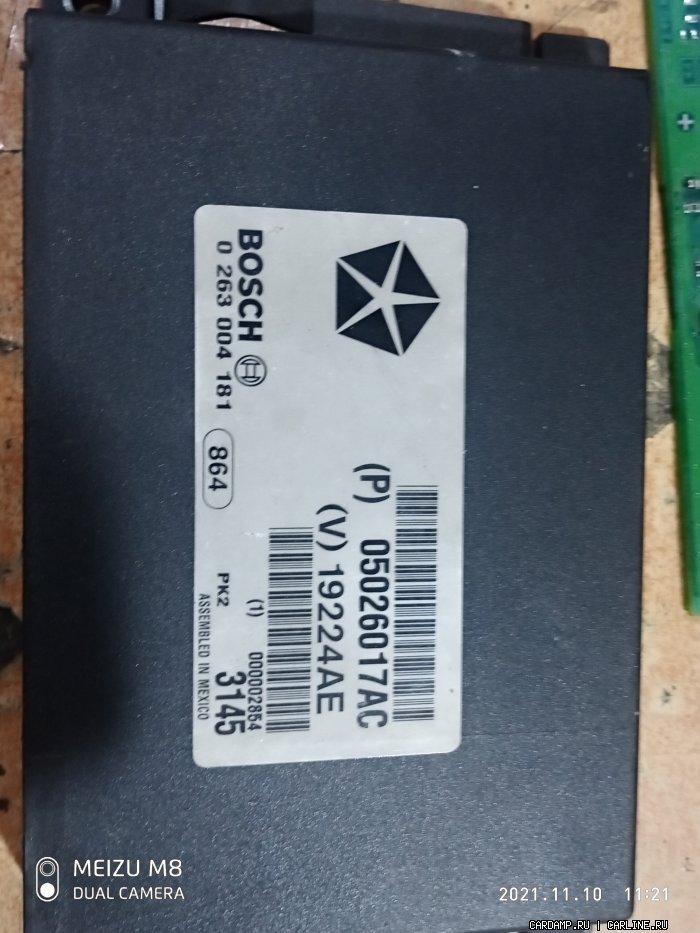 BOSCH
0 263 004 181
864
(P) 05026017AC
(V) 19224AE
(1) 000002854
PK2
3145
ASSEMBLED IN MEXICO
MEIZU M8
DUAL CAMERA
2021.11.10 11:21
CARDAMP.RU | CARLINE.RU